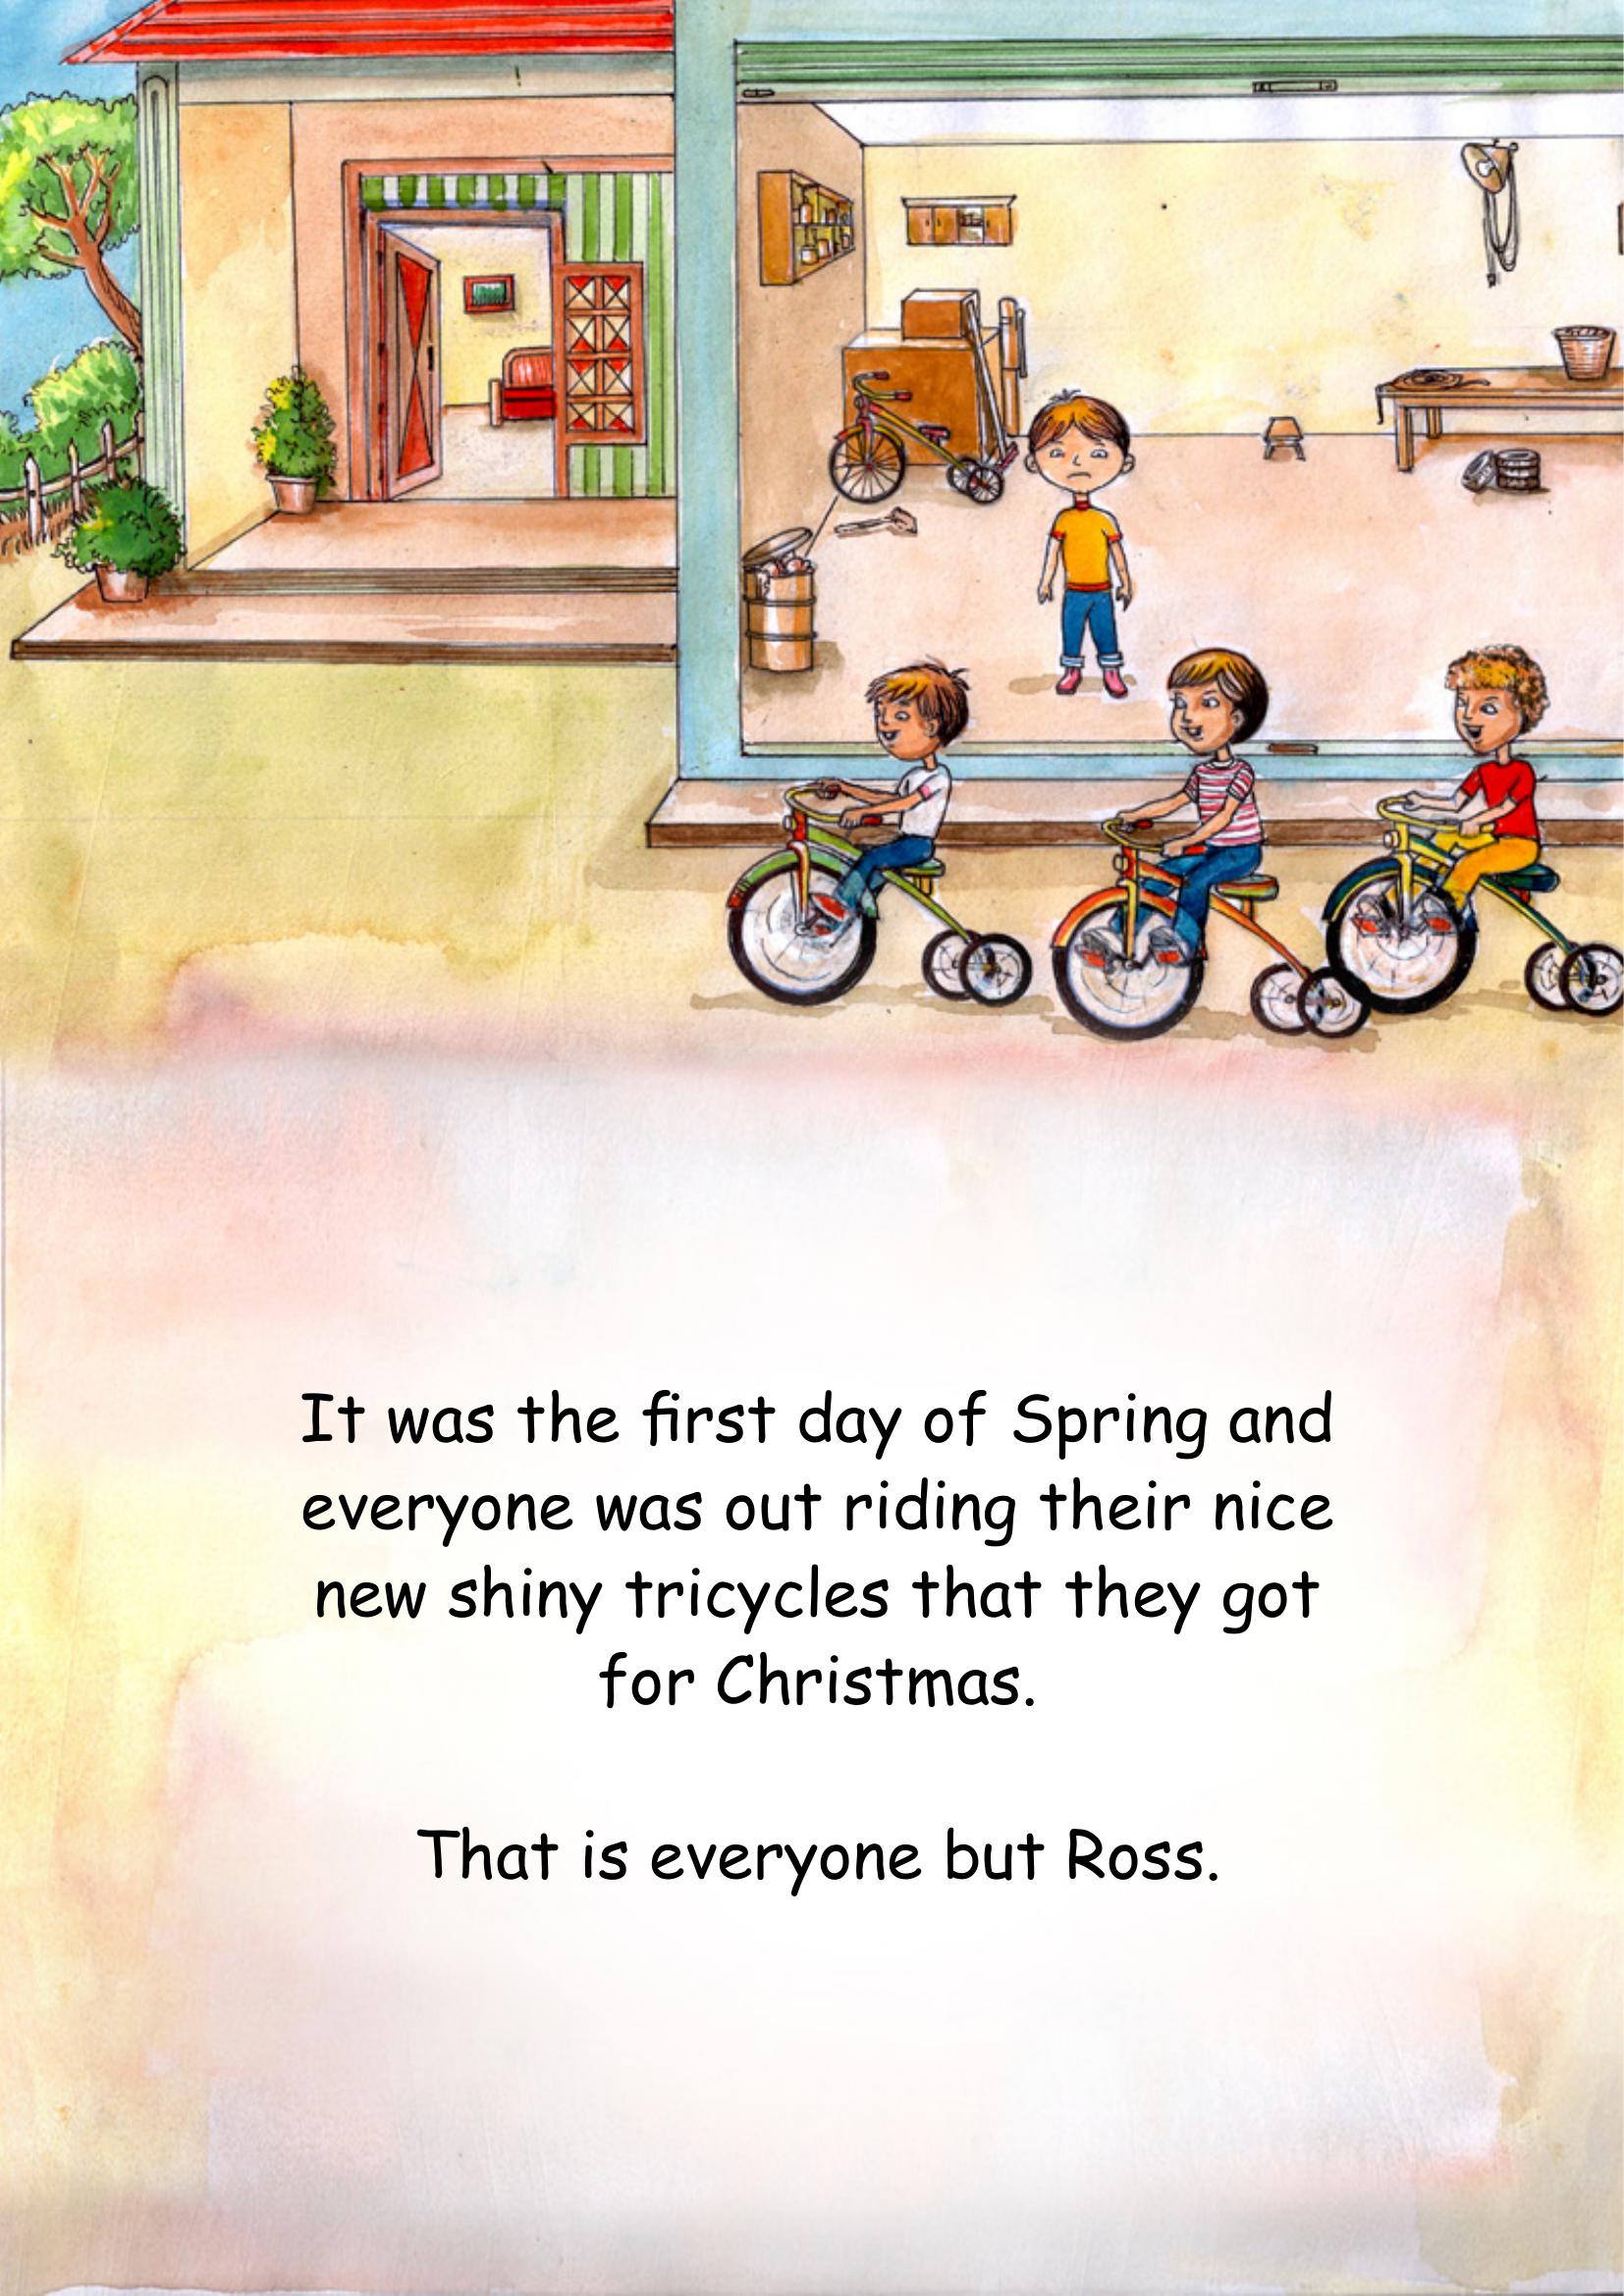 It was the first day of Spring and
everyone was out riding their nice
new shiny tricycles that they got
for Christmas.
That is everyone but Ross.